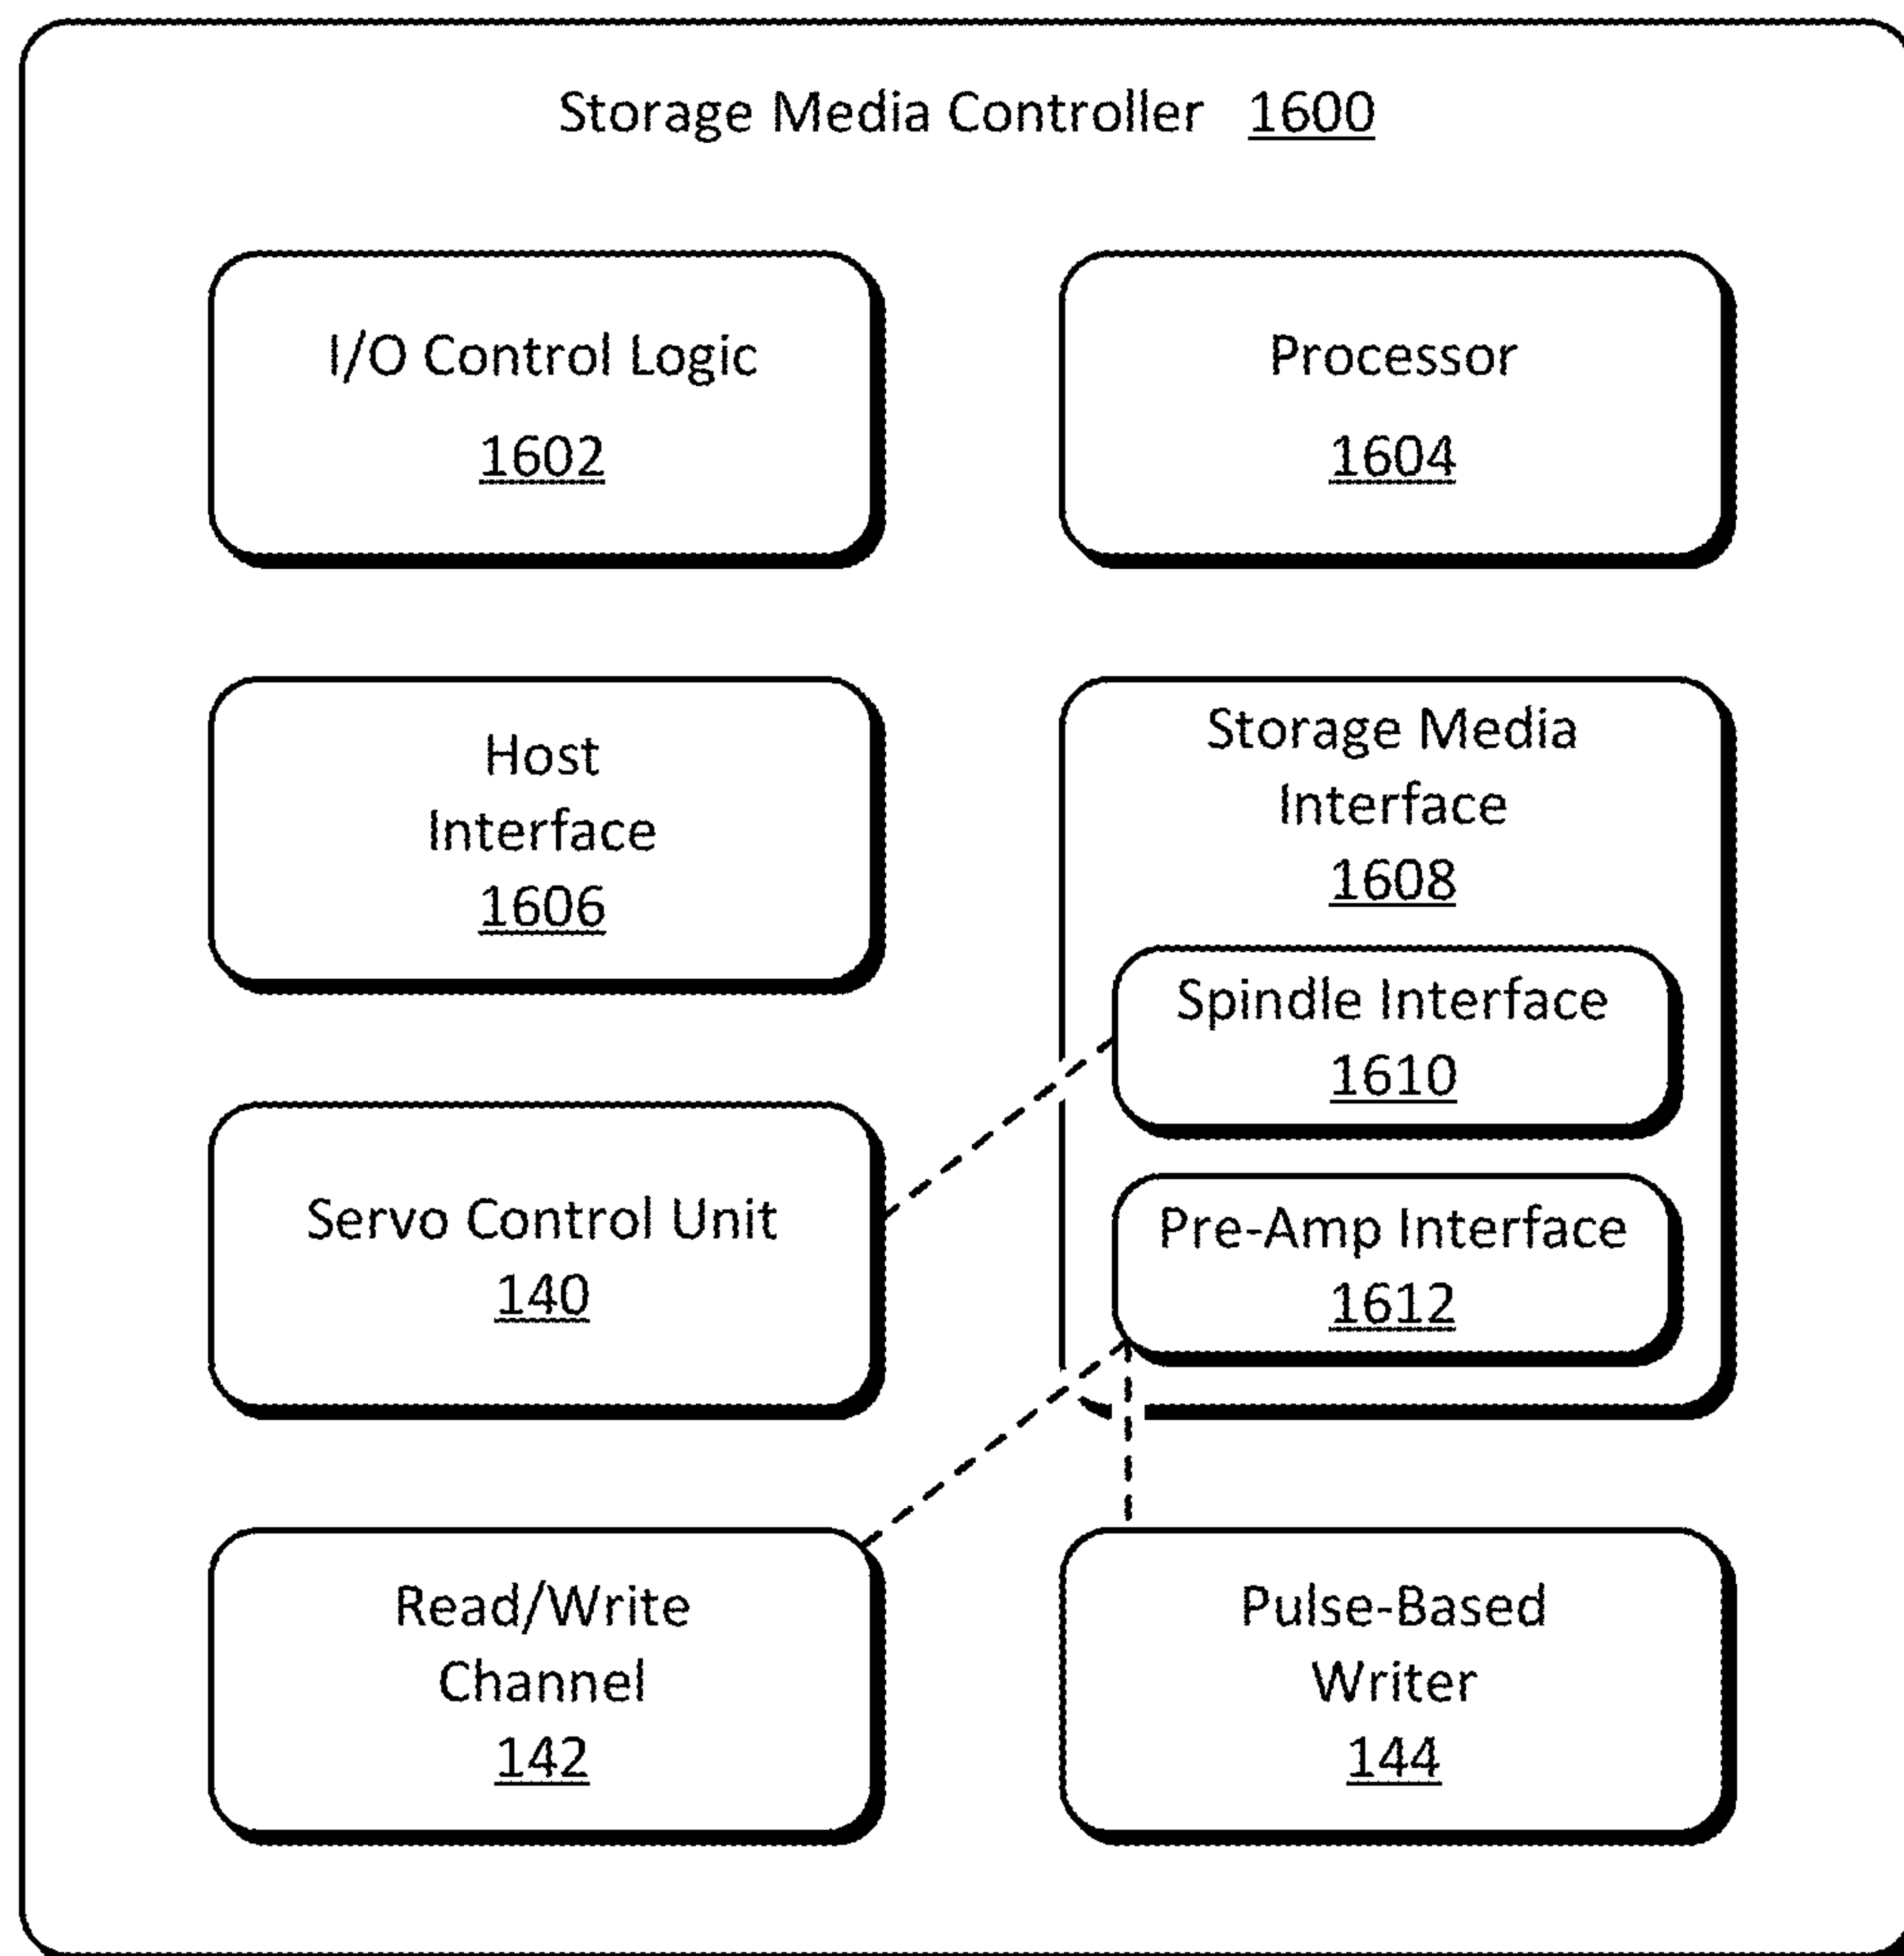 Storage Media Controller 1600
I/O Control Logic
1602
Processor
1604
Host
Interface
1606
Storage Media
Interface
1608
Spindle Interface
1610
Pre-Amp Interface
1612
Servo Control Unit
140
Read/Write
Channel
142
Pulse-Based
Writer
144